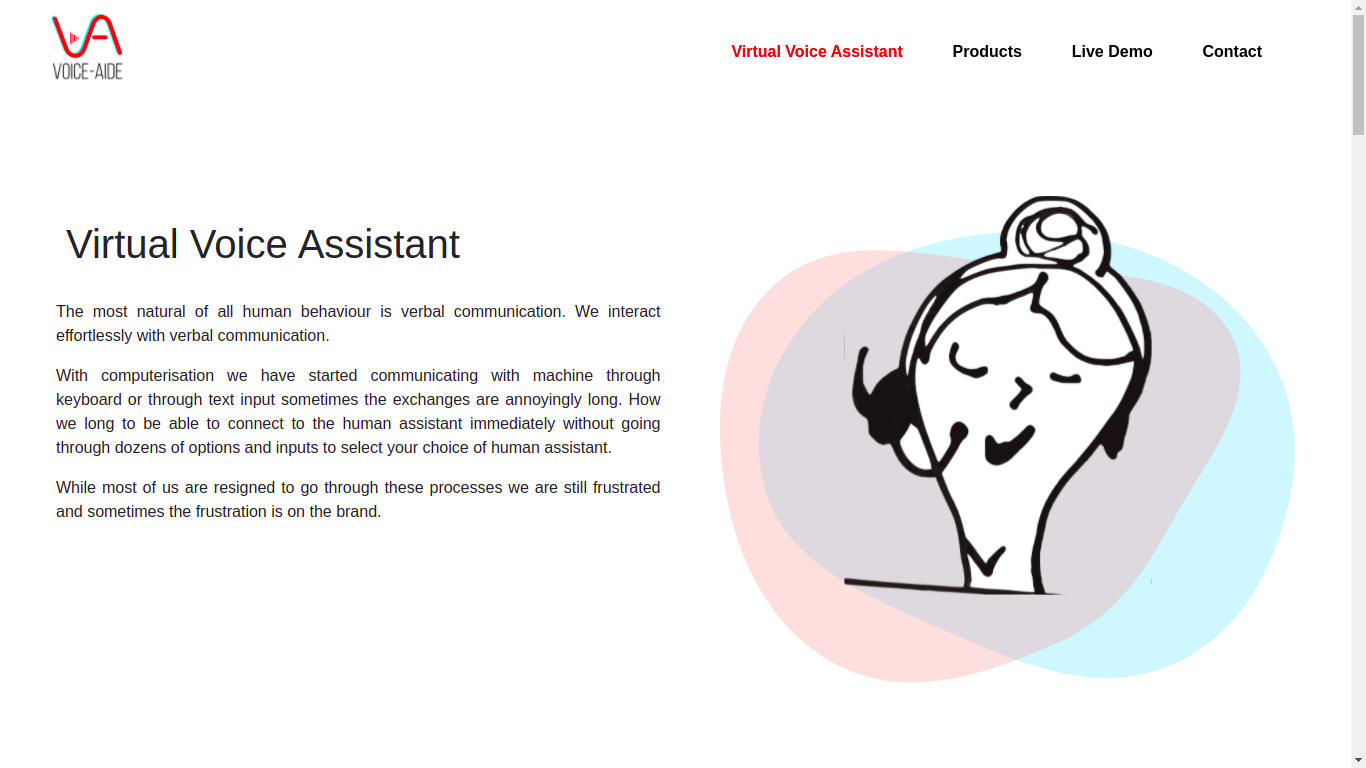 VOICE-AIDE
Virtual Voice Assistant
Products
Live Demo
Contact
Virtual Voice Assistant
The most natural of all human behaviour is verbal communication. We interact
effortlessly with verbal communication.
With computerisation we have started communicating with machine through
keyboard or through text input sometimes the exchanges are annoyingly long. How
we long to be able to connect to the human assistant immediately without going
through dozens of options and inputs to select your choice of human assistant.
While most of us are resigned to go through these processes we are still frustrated
and sometimes the frustration is on the brand.